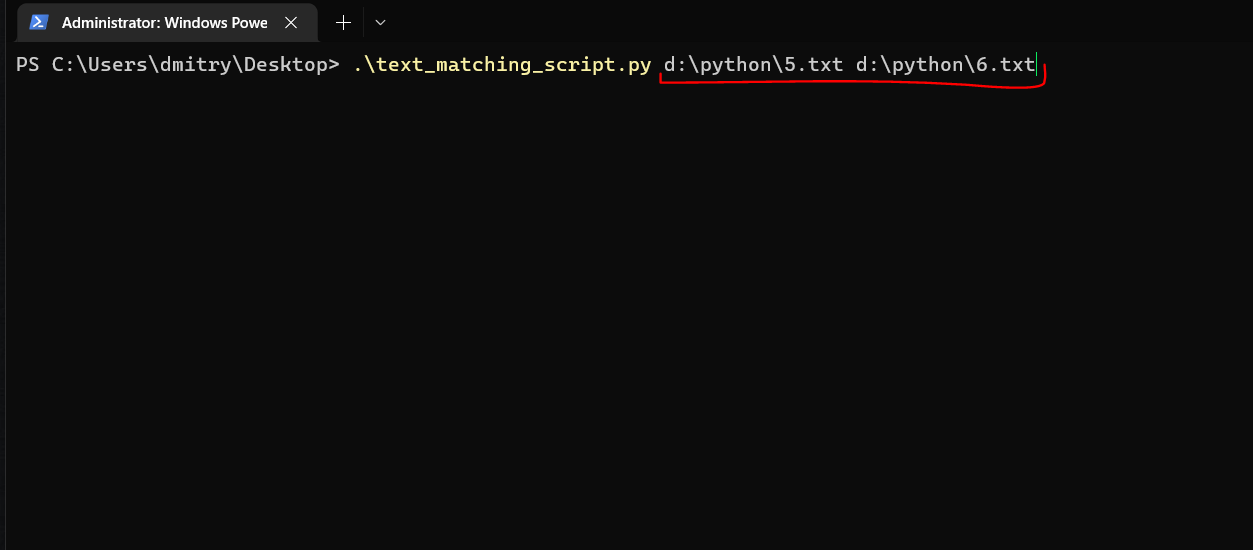 Administrator: Windows Powe
PS C:\Users\dmitry\Desktop> .\text_matching_script.py d:\python\5.txt d:\python\6.txt